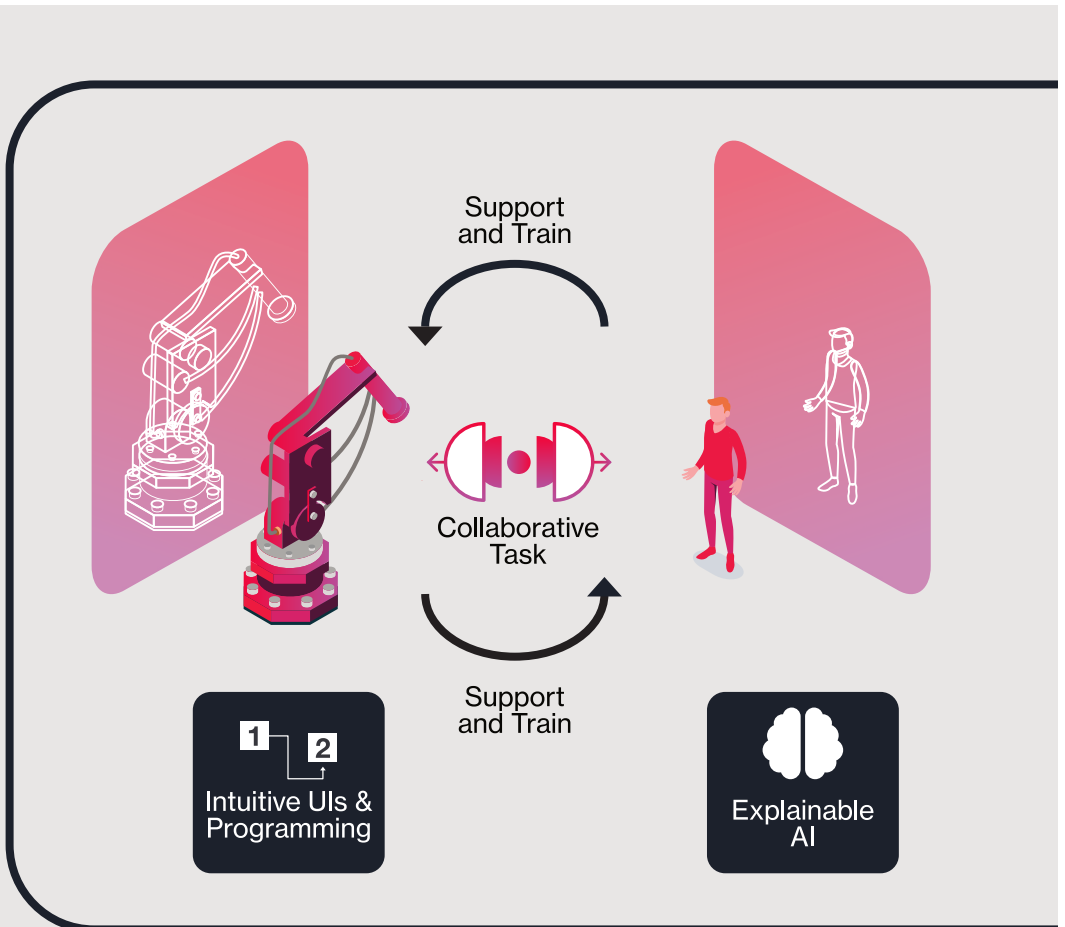 Support
and Train
Collaborative
Task
Support
and Train
1
2
Intuitive UIs &
Programming
Explainable
AI